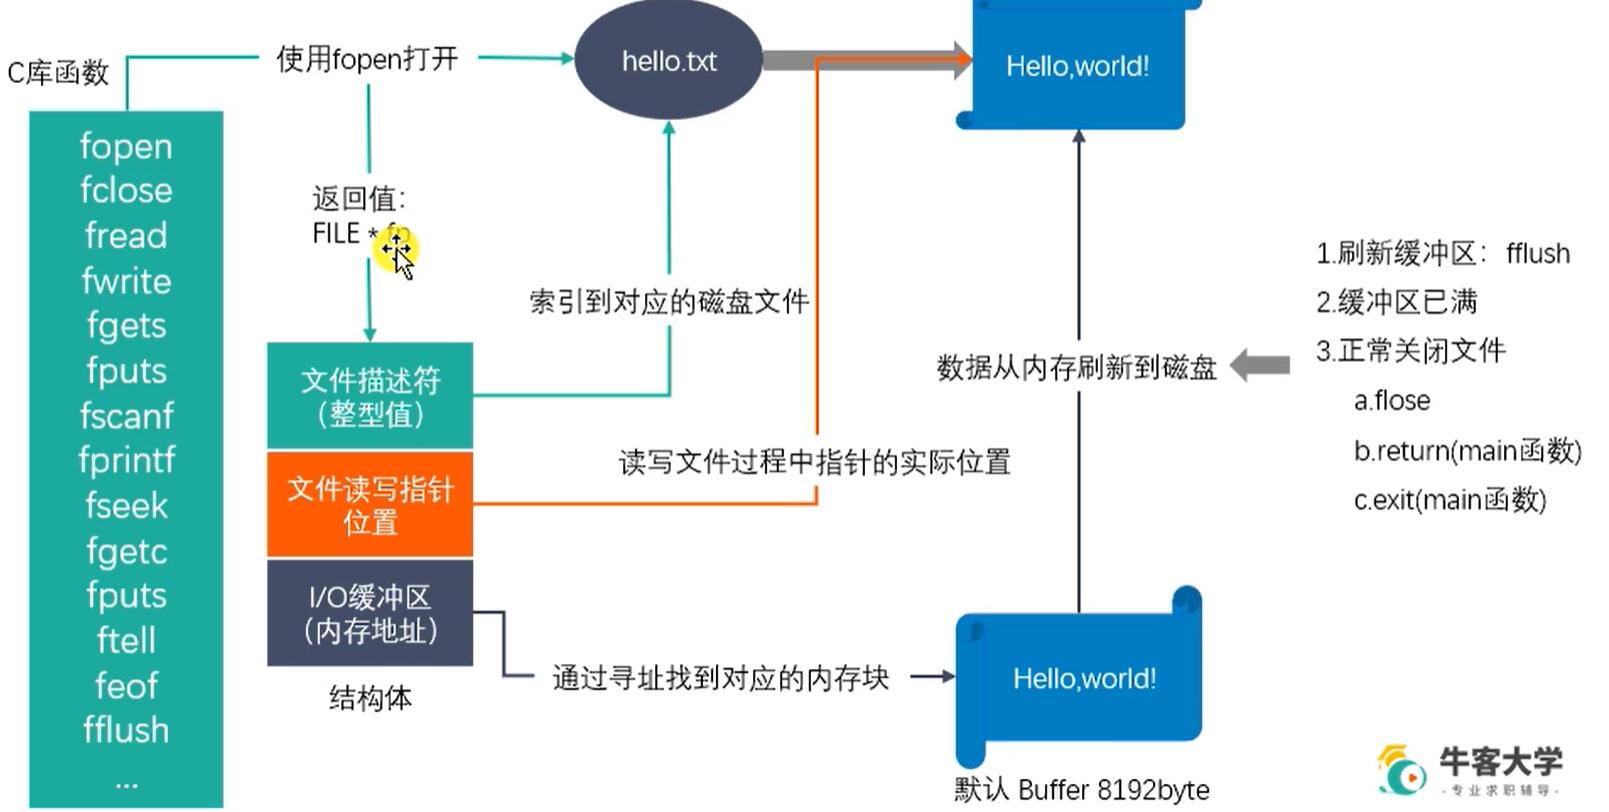 C库函数
fopen
fclose
fread
fwrite
fgets
fputs
fscanf
fprintf
fseek
fgetc
fputs
ftell
feof
fflush
...
使用fopen打开
返回值:
FILE * fp
文件描述符
(整型值)
文件读写指针
位置
I/O缓冲区
(内存地址)
结构体
hello.txt
Hello,world!
索引到对应的磁盘文件
读写文件过程中指针的实际位置
通过寻址找到对应的内存块
数据从内存刷新到磁盘
Hello,world!
默认 Buffer 8192byte
1.刷新缓冲区：fflush
2.缓冲区已满
3.正常关闭文件
a.flose
b.return(main函数)
c.exit(main函数)
牛客大学
·专业求职辅导·